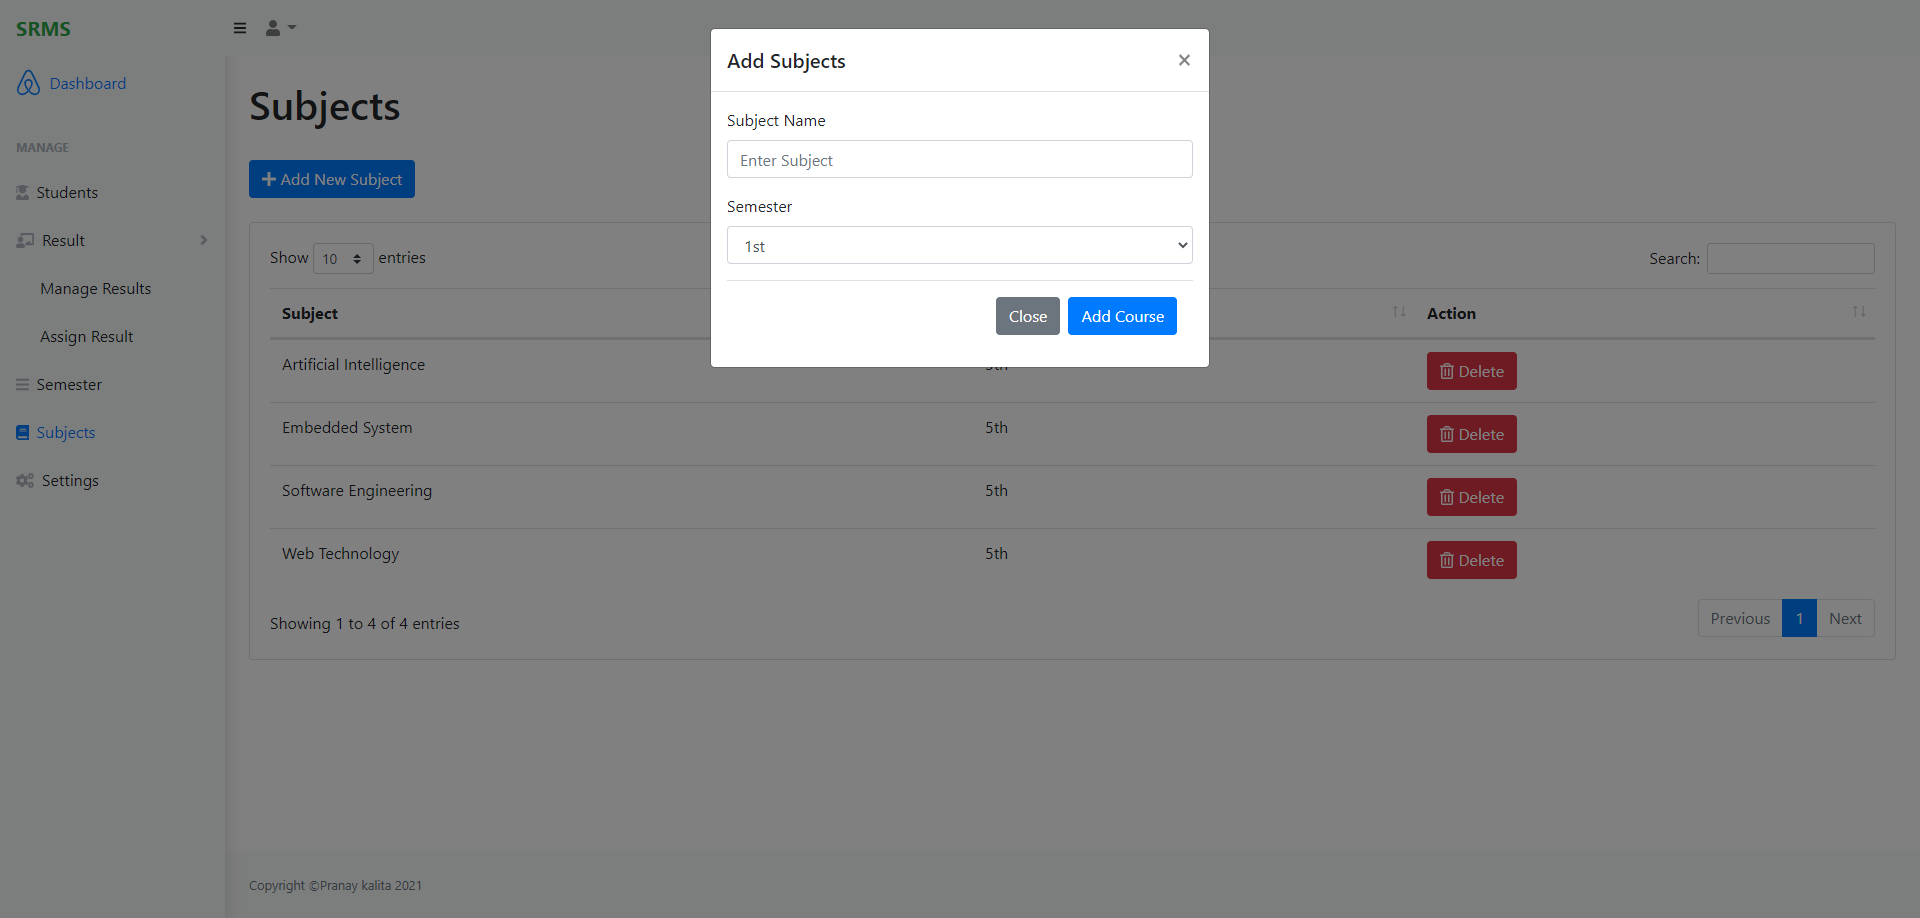 SRMS
Dashboard
MANAGE
Students
Result
Manage Results
Assign Result
Semester
Subjects
Settings
Subjects
Add New Subject
Show 10 entries
Search:
Subject
Action
Artificial Intelligence
5th
Delete
Embedded System
5th
Delete
Software Engineering
5th
Delete
Web Technology
5th
Delete
Showing 1 to 4 of 4 entries
Previous 1 Next
Copyright ©Pranay kalita 2021
Add Subjects ×
Subject Name
Enter Subject
Semester
1st
Close Add Course